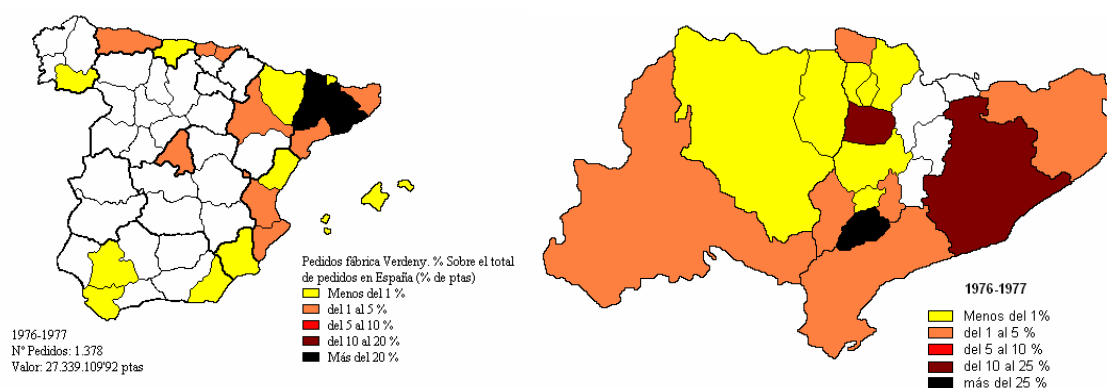 Pedidos fábrica Verdeny. % Sobre el total
de pedidos en España (% de ptas)
Menos del 1 %
del 1 al 5 %
del 5 al 10 %
del 10 al 20 %
Más del 20 %
1976-1977
Nº Pedidos: 1.378
Valor: 27.339.109'92 ptas
1976-1977
Menos del 1%
del 1 al 5 %
del 5 al 10 %
del 10 al 25 %
más del 25 %